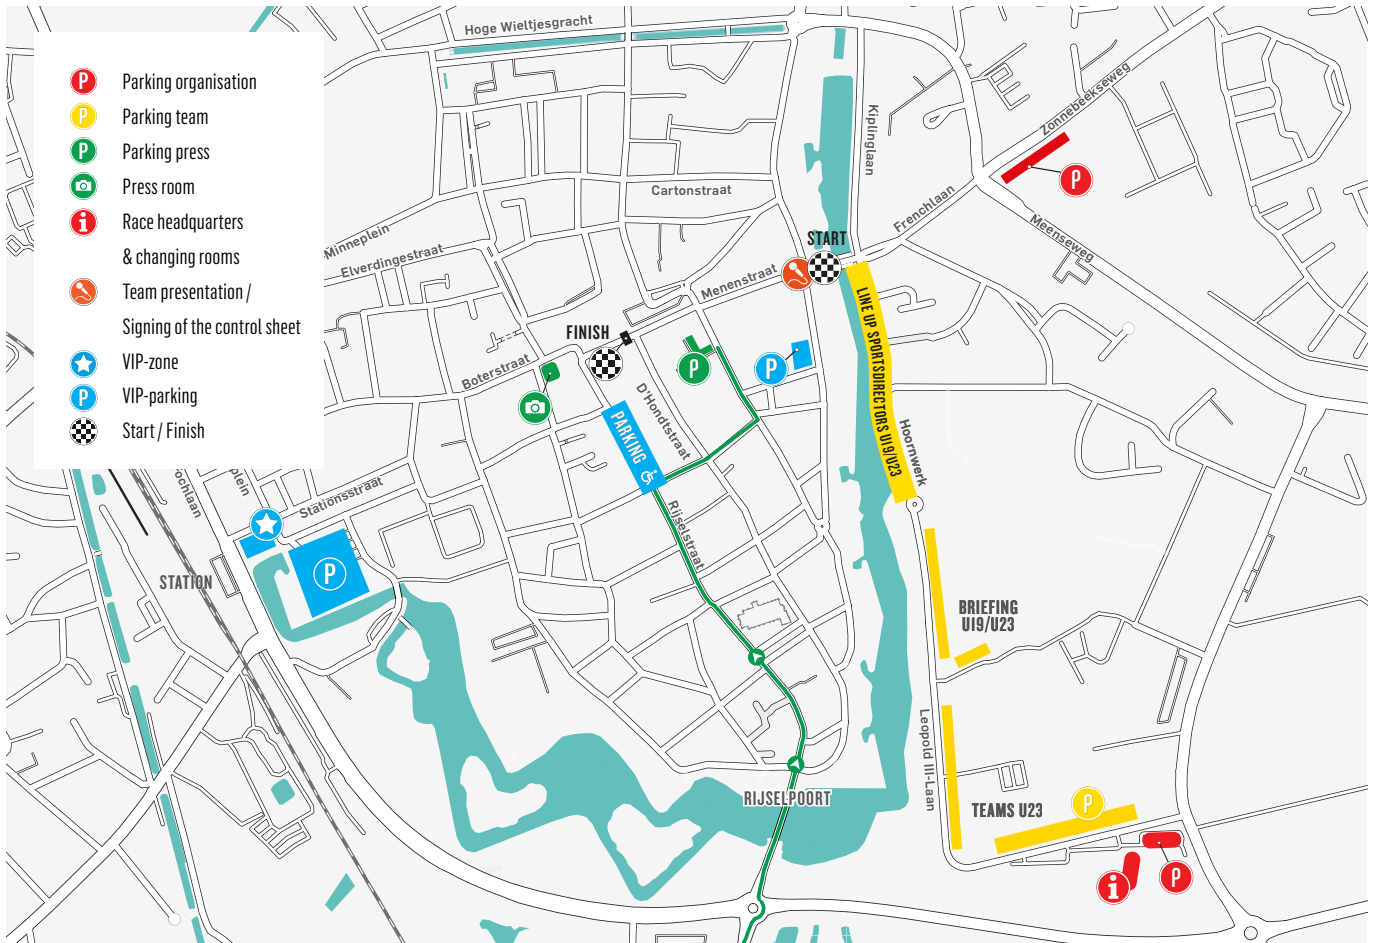 P Parking organisation
P Parking team
P Parking press
Press room
i Race headquarters
& changing rooms
Team presentation /
Signing of the control sheet
VIP-zone
P VIP-parking
Start / Finish
Hoge Wieltjesgracht
Kiplinglaan
Zonnebeekseweg
P
Cartonstraat
Frenchlaan
Meenseweg
Minneplein
Elverdingestraat
START
Menenstraat
FINISH
Boterstraat
P
P
D'Hondtstraat
PARKING
LINE UP SPORTSDIRECTORS U19/U23
Hoornwerk
plein
ochlaan
Stationsstraat
Rijselstraat
STATION
P
BRIEFING
U19/U23
Leopold III-Laan
RIJSELPOORT
TEAMS U23
P
i
P